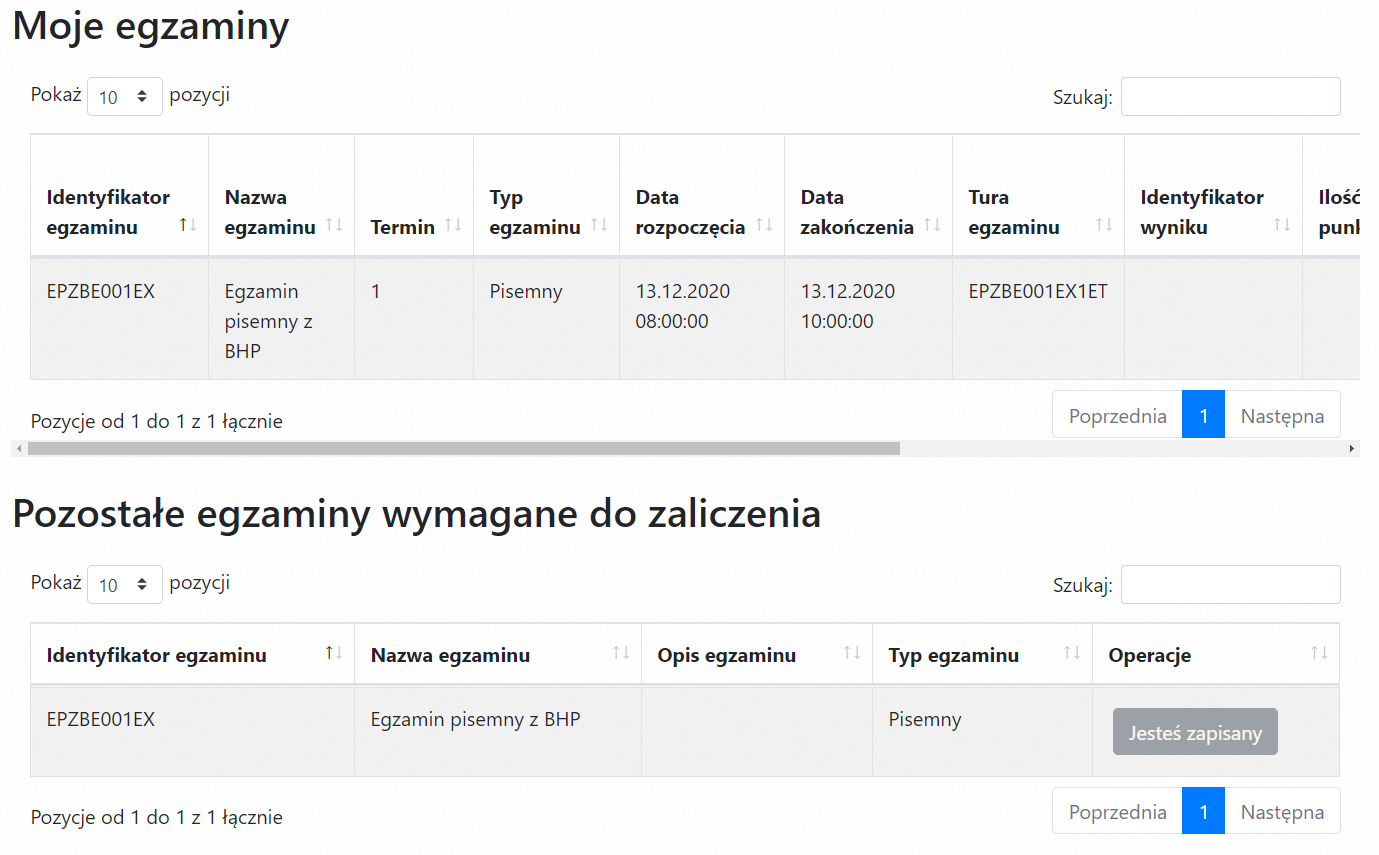 Moje egzaminy
Pokaż 10 pozycji Szukaj:
Identyfikator egzaminu Nazwa egzaminu Termin Typ egzaminu Data rozpoczęcia Data zakończenia Tura egzaminu Identyfikator wyniku Ilość punk
EPZBE001EX Egzamin pisemny z BHP 1 Pisemny 13.12.2020 08:00:00 13.12.2020 10:00:00 EPZBE001EX1ET
Pozycje od 1 do 1 z 1 łącznie Poprzednia 1 Następna
Pozostałe egzaminy wymagane do zaliczenia
Pokaż 10 pozycji Szukaj:
Identyfikator egzaminu Nazwa egzaminu Opis egzaminu Typ egzaminu Operacje
EPZBE001EX Egzamin pisemny z BHP Pisemny Jesteś zapisany
Pozycje od 1 do 1 z 1 łącznie Poprzednia 1 Następna